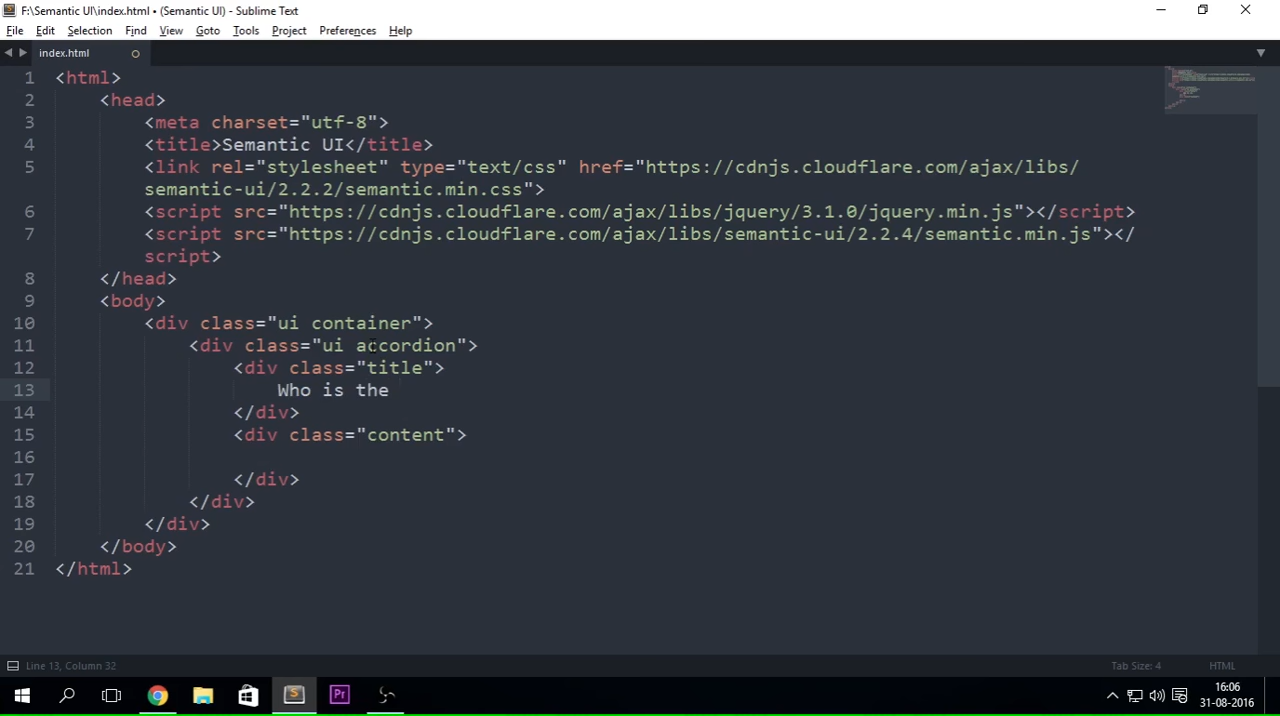 F:\Semantic UI\index.html • (Semantic UI) - Sublime Text
File Edit Selection Find View Goto Tools Project Preferences Help
index.html
1 <html>
2 <head>
3 <meta charset="utf-8">
4 <title>Semantic UI</title>
5 <link rel="stylesheet" type="text/css" href="https://cdnjs.cloudflare.com/ajax/libs/
semantic-ui/2.2.2/semantic.min.css">
6 <script src="https://cdnjs.cloudflare.com/ajax/libs/jquery/3.1.0/jquery.min.js"></script>
7 <script src="https://cdnjs.cloudflare.com/ajax/libs/semantic-ui/2.2.4/semantic.min.js"></
script>
8 </head>
9 <body>
10 <div class="ui container">
11 <div class="ui accordion">
12 <div class="title">
13 Who is the
14 </div>
15 <div class="content">
16
17 </div>
18 </div>
19 </div>
20 </body>
21 </html>
Line 13, Column 32 Tab Size: 4 HTML
S Pr 16:06
31-08-2016